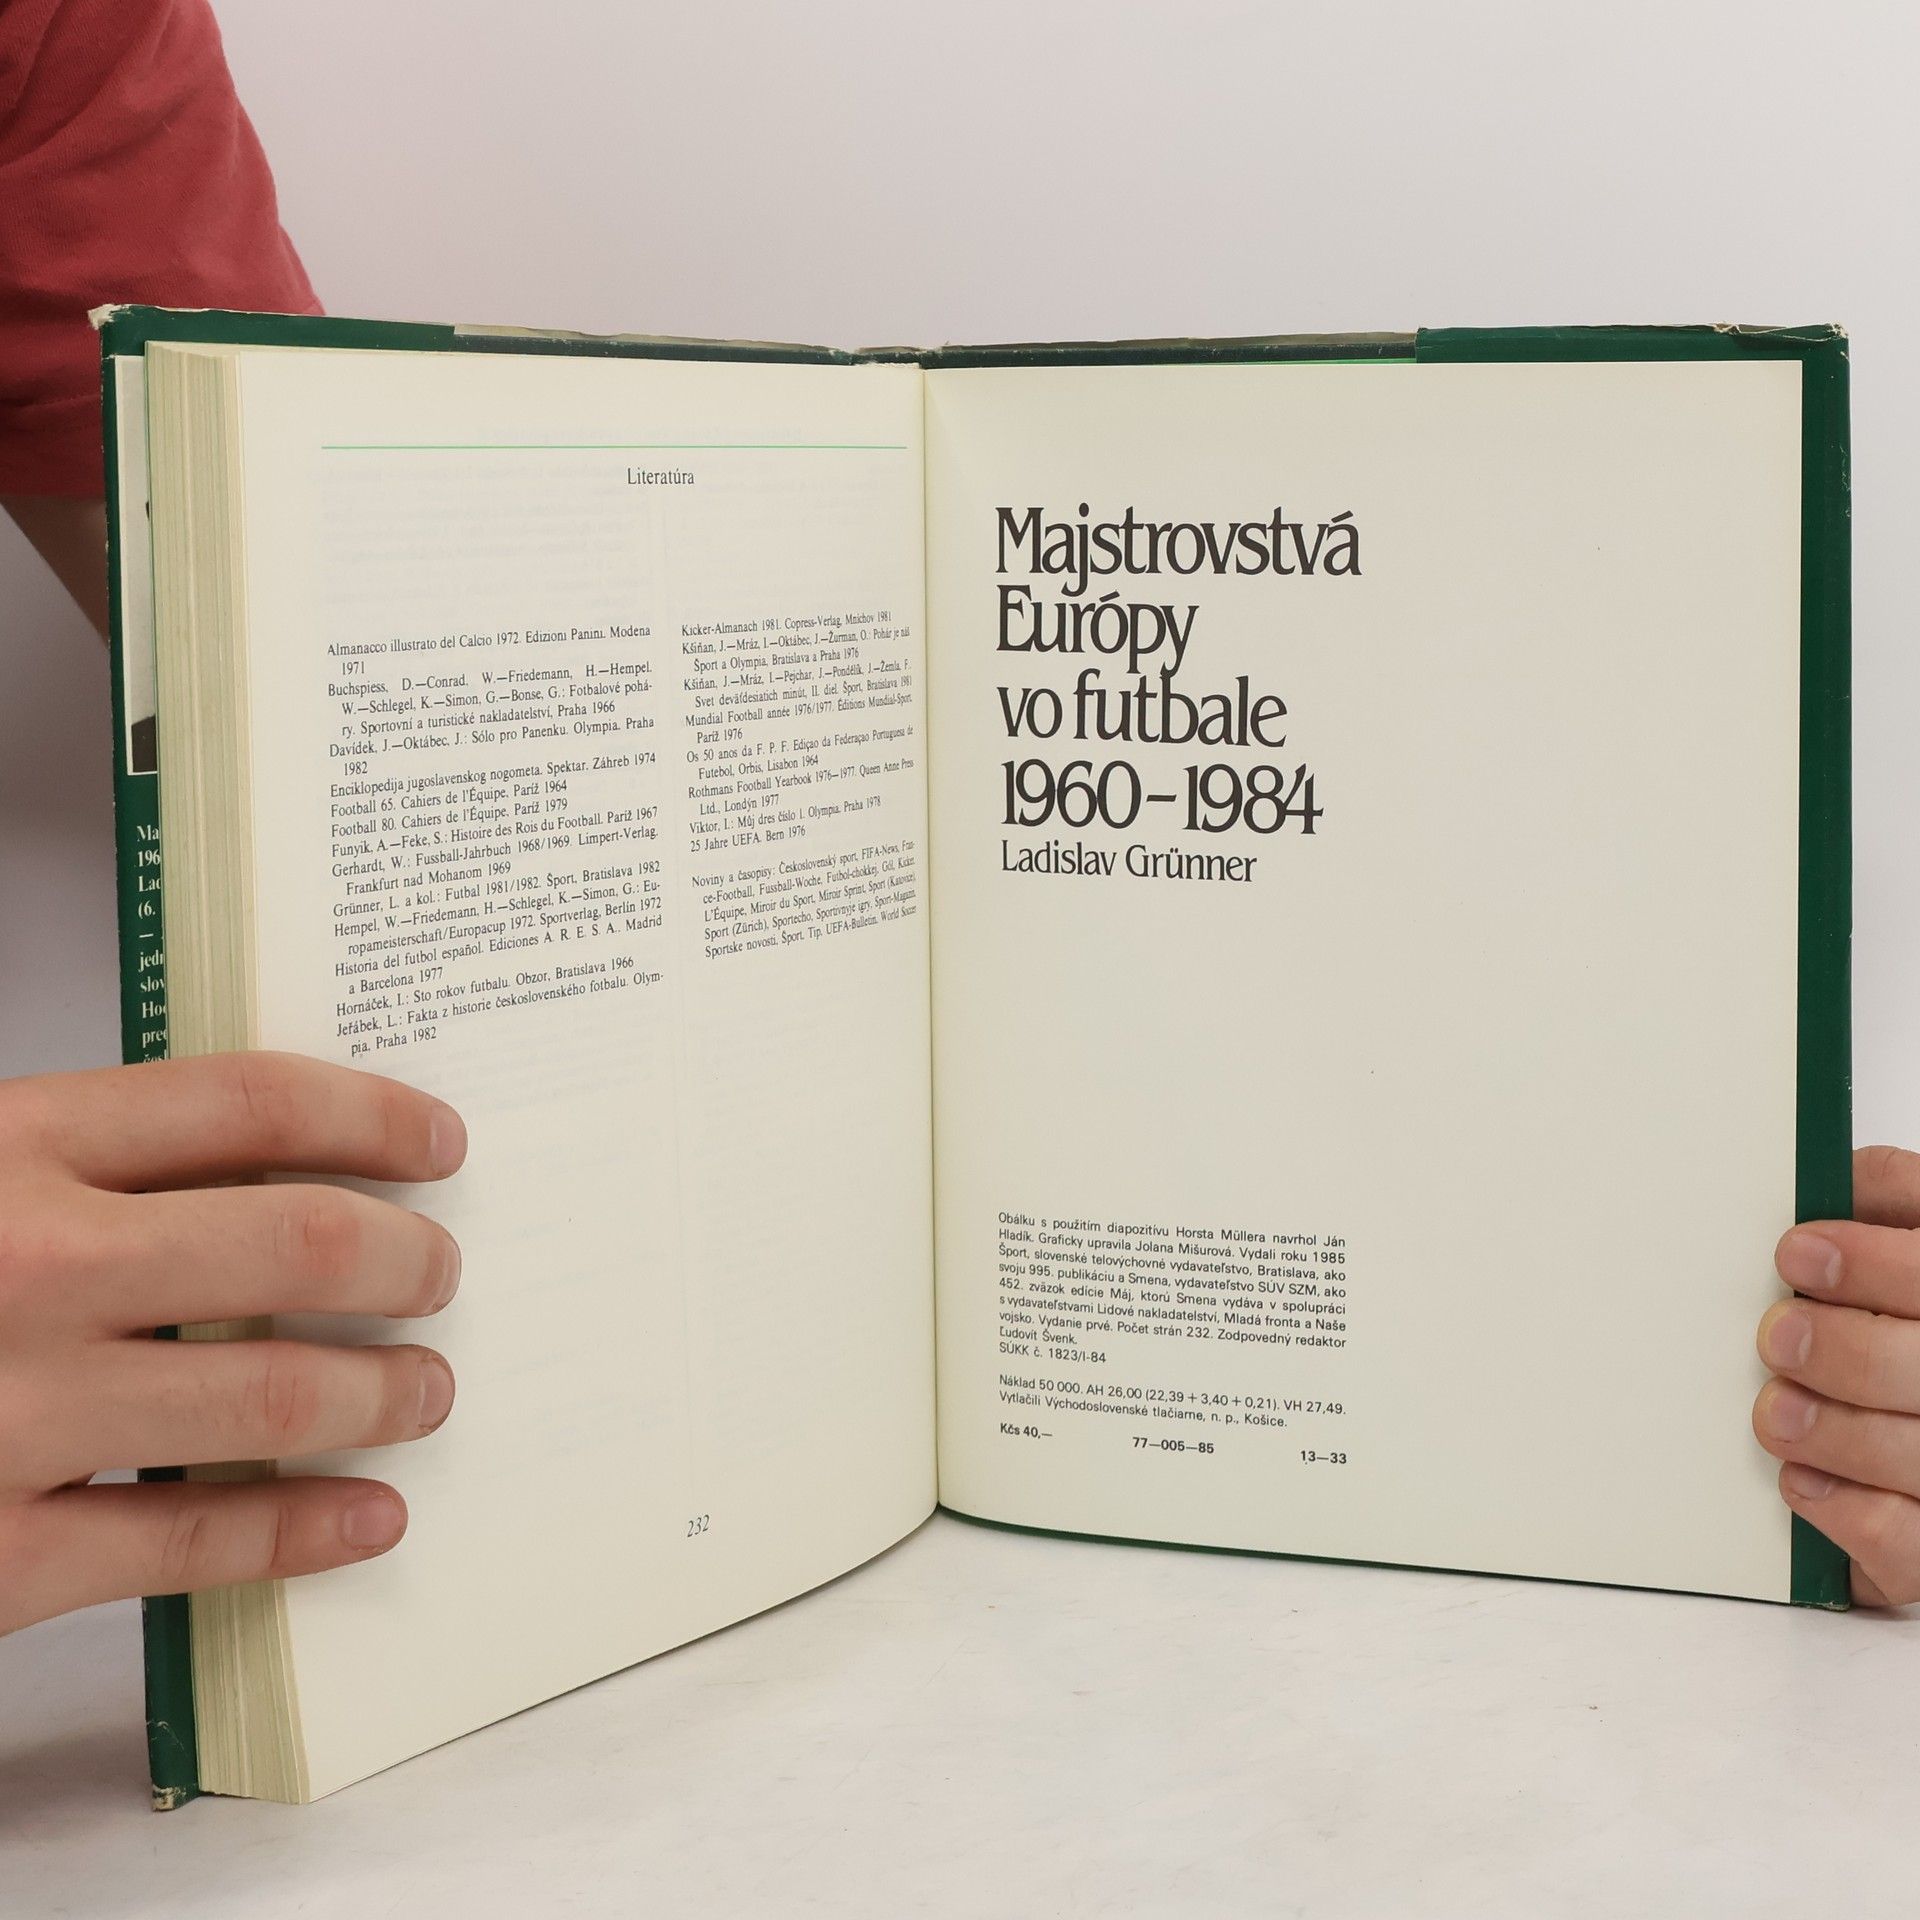 Literatúra
Almanacco illustrato del Calcio 1972. Edizioni Panini. Modena
1971
Buchspiess, D.—Conrad. W.—Friedemann, H.—Hempel.
W.—Schlegel, K.—Simon, G.—Bonse, G.: Fotbalové pohá-
ry. Sportovní a turistické nakladatelství, Praha 1966
Davídek, J.—Oktábec. J.: Sólo pro Panenku. Olympia. Praha
1982
Enciklopedija jugoslavenskog nogometa. Spektar. Záhreb 1974
Football 65. Cahiers de l'Équipe, Paríž 1964
Football 80. Cahiers de l'Équipe, Paríž 1979
Funyik, A.—Feke, S.: Histoire des Rois du Football. Paríž 1967
Gerhardt, W.: Fussball-Jahrbuch 1968/1969. Limpert-Verlag.
Frankfurt nad Mohanom 1969
Grünner, L. a kol.: Futbal 1981/1982. Šport, Bratislava 1982
Hempel, W.—Friedemann, H.—Schlegel, K.—Simon, G.: Eu-
ropameisterschaft/Europacup 1972. Sportverlag, Berlín 1972
Historia del futbol español. Ediciones A. R. E. S. A.. Madrid
a Barcelona 1977
Hornáček, I.: Sto rokov futbalu. Obzor, Bratislava 1966
Jeřábek, L.: Fakta z historie československého fotbalu. Olym-
pia. Praha 1982
Kicker-Almanach 1981. Copress-Verlag, Mníchov 1981
Kšiňan, J.—Mráz, I.—Oktábec, J.—Žurman, O.: Pohár je náš
Šport a Olympia, Bratislava a Praha 1976
Kšiňan, J.—Mráz, I.—Pejchar, J.—Pondělík, J.—Žemla, F.
Svet deväťdesiatich minút, II. diel. Šport, Bratislava 1981
Mundial Football année 1976/1977. Éditions Mundial-Sport.
Paríž 1976
Os 50 anos da F. P. F. Ediçao da Federaçao Portuguesa de
Futebol, Orbis, Lisabon 1964
Rothmans Football Yearbook 1976—1977. Queen Anne Press
Ltd., Londýn 1977
Viktor, I.: Můj dres číslo 1. Olympia. Praha 1978
25 Jahre UEFA. Bern 1976
Noviny a časopisy: Československý sport, FIFA-News, Fran-
ce-Football, Fussball-Woche, Futbol-chokkej, Gól, Kicker,
L'Équipe, Miroir du Sport, Miroir Sprint, Sport (Katovice),
Sport (Zürich), Sportecho, Sportivnyje igry, Sport-Magazin,
Sportske novosti, Šport, Tip. UEFA-Bulletin. World Soccer
232
Majstrovstvá
Európy
vo futbale
1960–1984
Ladislav Grünner
Obálku s použitím diapozitívu Horsta Müllera navrhol Ján
Hladík. Graficky upravila Jolana Mišurová. Vydali roku 1985
Šport, slovenské telovýchovné vydavateľstvo, Bratislava, ako
svoju 995. publikáciu a Smena, vydavateľstvo SÚV SZM, ako
452. zväzok edície Máj, ktorú Smena vydáva v spolupráci
s vydavateľstvami Lidové nakladatelství, Mladá fronta a Naše
vojsko. Vydanie prvé. Počet strán 232. Zodpovedný redaktor
Ľudovít Švenk.
SÚKK č. 1823/I-84
Náklad 50 000. AH 26,00 (22,39 + 3,40 + 0,21). VH 27,49.
Vytlačili Východoslovenské tlačiarne, n. p., Košice.
Kčs 40,— 77—005—85 13—33
Ma
196
Lad
(6.
—
jedn
slov
Hod
pred